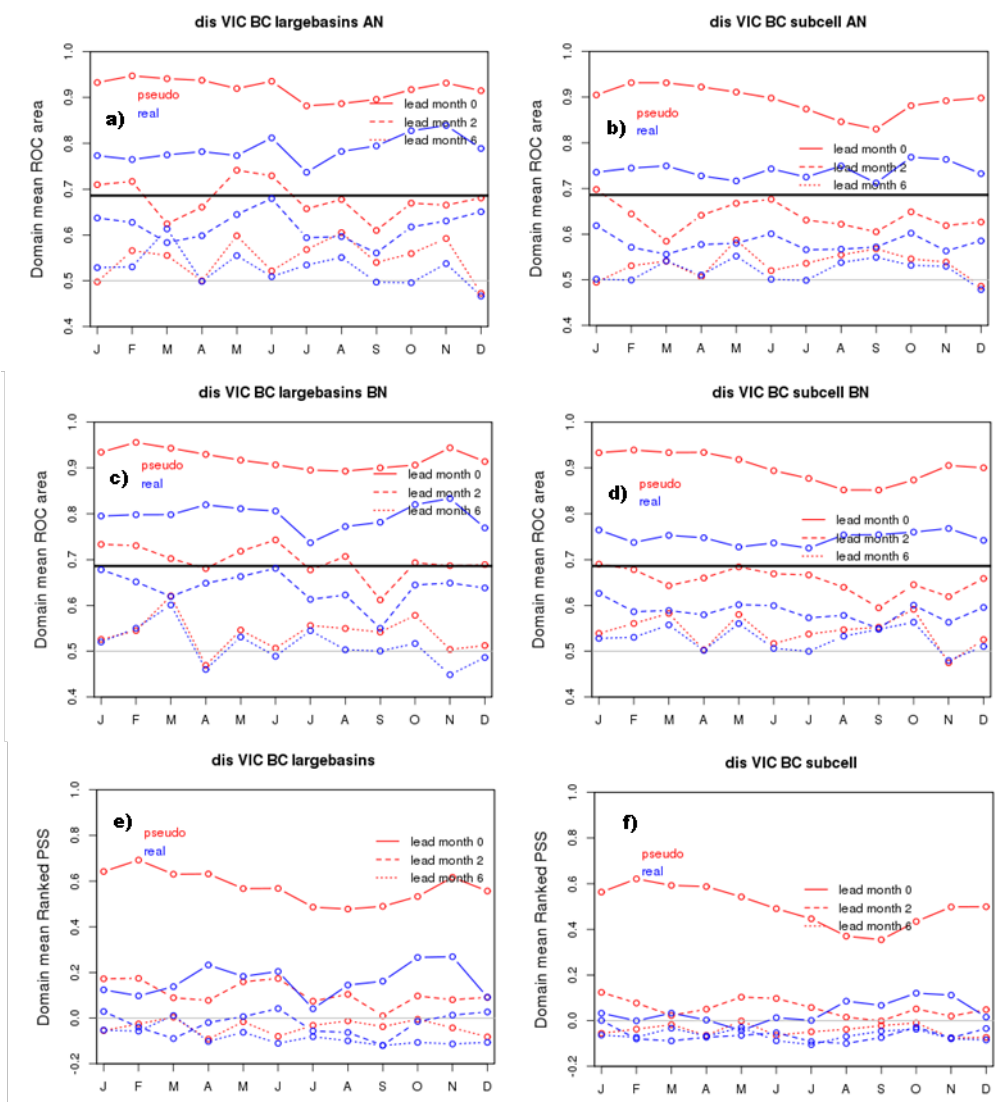 dis VIC BC largebasins AN
Domain mean ROC area
1.0
0.9
0.8
0.7
0.6
0.5
0.4
a)
pseudo
real
lead month 0
lead month 2
lead month 6
J F M A M J J A S O N D
dis VIC BC subcell AN
Domain mean ROC area
1.0
0.9
0.8
0.7
0.6
0.5
0.4
b)
pseudo
real
lead month 0
lead month 2
lead month 6
J F M A M J J A S O N D
dis VIC BC largebasins BN
Domain mean ROC area
1.0
0.9
0.8
0.7
0.6
0.5
0.4
c)
pseudo
real
lead month 0
lead month 2
lead month 6
J F M A M J J A S O N D
dis VIC BC subcell BN
Domain mean ROC area
1.0
0.9
0.8
0.7
0.6
0.5
0.4
d)
pseudo
real
lead month 0
lead month 2
lead month 6
J F M A M J J A S O N D
dis VIC BC largebasins
Domain mean Ranked PSS
1.0
0.8
0.6
0.4
0.2
0.0
-0.2
e)
pseudo
real
lead month 0
lead month 2
lead month 6
J F M A M J J A S O N D
dis VIC BC subcell
Domain mean Ranked PSS
1.0
0.8
0.6
0.4
0.2
0.0
-0.2
f)
pseudo
real
lead month 0
lead month 2
lead month 6
J F M A M J J A S O N D